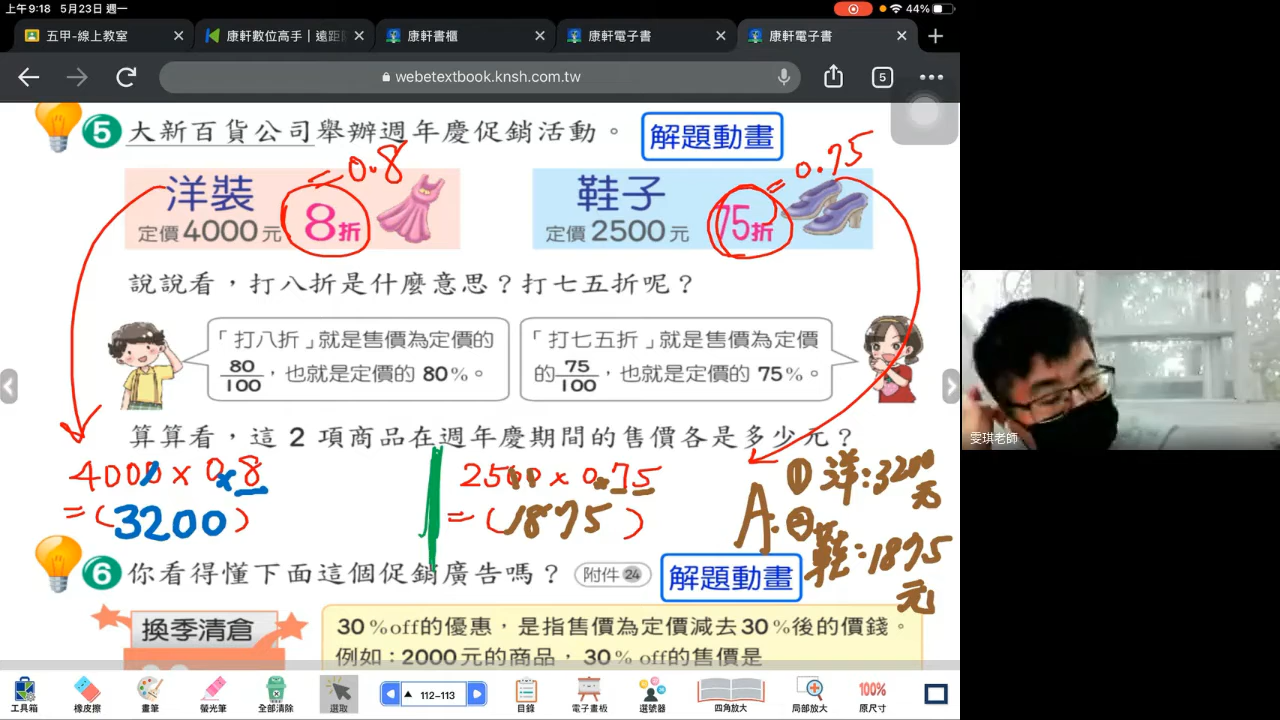 上午9:18 5月23日 週一
44%
五甲-線上教室
康軒數位高手｜遠距
康軒書櫃
康軒電子書
康軒電子書
webetextbook.knsh.com.tw
5
5 大新百貨公司舉辦週年慶促銷活動。
解題動畫
= 0.8
= 0.75
洋裝
定價4000元
8折
鞋子
定價2500元
75折
說說看，打八折是什麼意思？打七五折呢？
「打八折」就是售價為定價的
80/100，也就是定價的 80%。
「打七五折」就是售價為定價
的75/100，也就是定價的 75%。
算算看，這 2 項商品在週年慶期間的售價各是多少元？
4000 x 0.8
= (3200)
2500 x 0.75
= (1875)
A. ① 洋:3200元
② 鞋:1875元
6 你看得懂下面這個促銷廣告嗎？
附件 24
解題動畫
換季清倉
30%off的優惠，是指售價為定價減去30%後的價錢。
例如：2000元的商品，30% off的售價是
雯琪老師
工具箱
橡皮擦
畫筆
螢光筆
全部清除
選取
112-113
目錄
電子畫板
選號器
四角放大
局部放大
100%
原尺寸